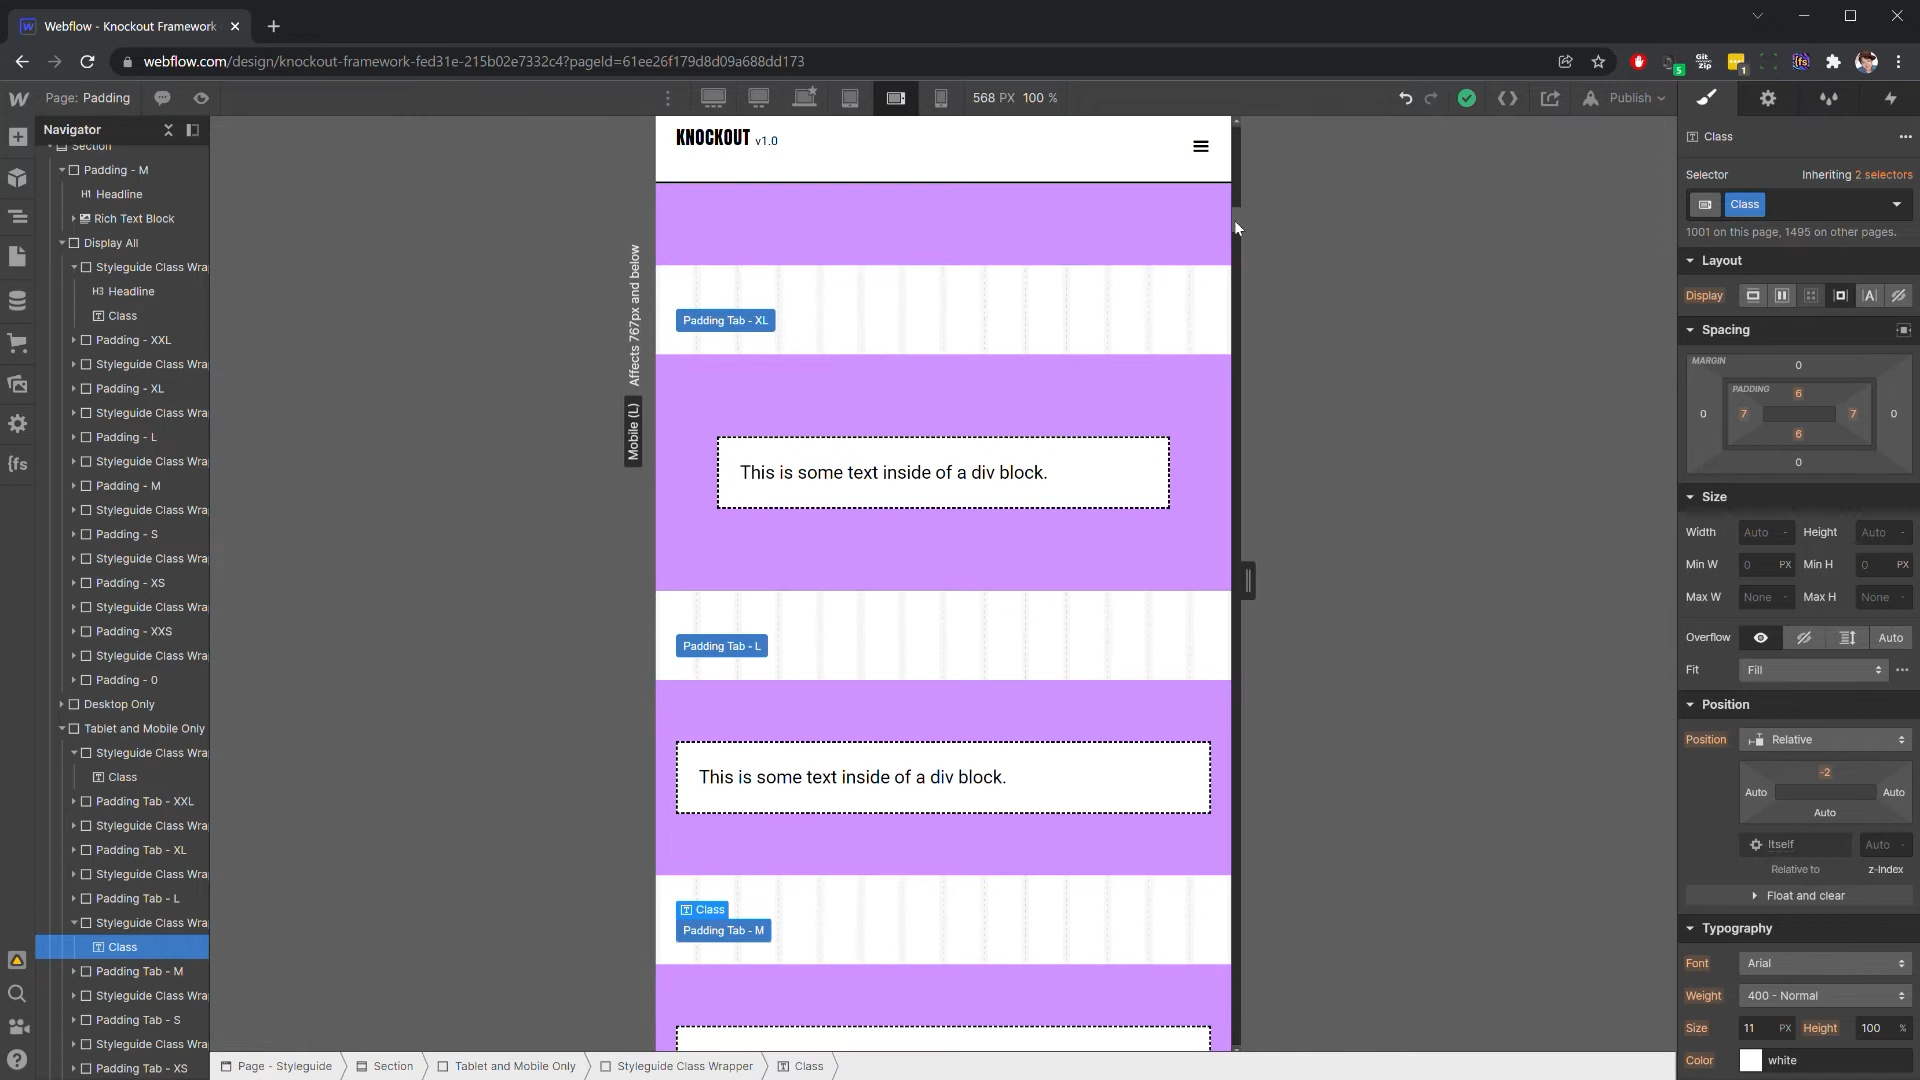 Webflow - Knockout Framework
webflow.com/design/knockout-framework-fed31e-215b02e7332c4?pageId=61ee26f179d8d09a688dd173
5
Git Zip
1
{fs}
Page: Padding
568 PX 100 %
Publish
Navigator
Section
Padding - M
H1 Headline
Rich Text Block
Display All
Styleguide Class Wra
H3 Headline
Class
Padding - XXL
Styleguide Class Wra
Padding - XL
Styleguide Class Wra
Padding - L
Styleguide Class Wra
Padding - M
Styleguide Class Wra
Padding - S
Styleguide Class Wra
Padding - XS
Styleguide Class Wra
Padding - XXS
Styleguide Class Wra
Padding - 0
Desktop Only
Tablet and Mobile Only
Styleguide Class Wra
Class
Padding Tab - XXL
Styleguide Class Wra
Padding Tab - XL
Styleguide Class Wra
Padding Tab - L
Styleguide Class Wra
Class
Padding Tab - M
Styleguide Class Wra
Padding Tab - S
Styleguide Class Wra
Padding Tab - XS
{fs
Affects 767px and below
Mobile (L)
KNOCKOUT v1.0
Padding Tab - XL
This is some text inside of a div block.
Padding Tab - L
This is some text inside of a div block.
Class
Padding Tab - M
Page - Styleguide
Section
Tablet and Mobile Only
Styleguide Class Wrapper
Class
Class
Selector Inheriting 2 selectors
Class
1001 on this page, 1495 on other pages.
Layout
Display
Spacing
MARGIN
0
PADDING
6
0 7 7 0
6
0
Size
Width Auto - Height Auto -
Min W 0 PX Min H 0 PX
Max W None - Max H None -
Overflow Auto
Fit Fill
Position
Position Relative
-2
Auto Auto
Auto
Itself Auto -
Relative to z-Index
Float and clear
Typography
Font Arial
Weight 400 - Normal
Size 11 PX Height 100 %
Color white